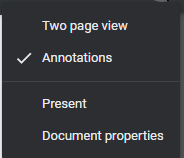 Two page view
Annotations
Present
Document properties